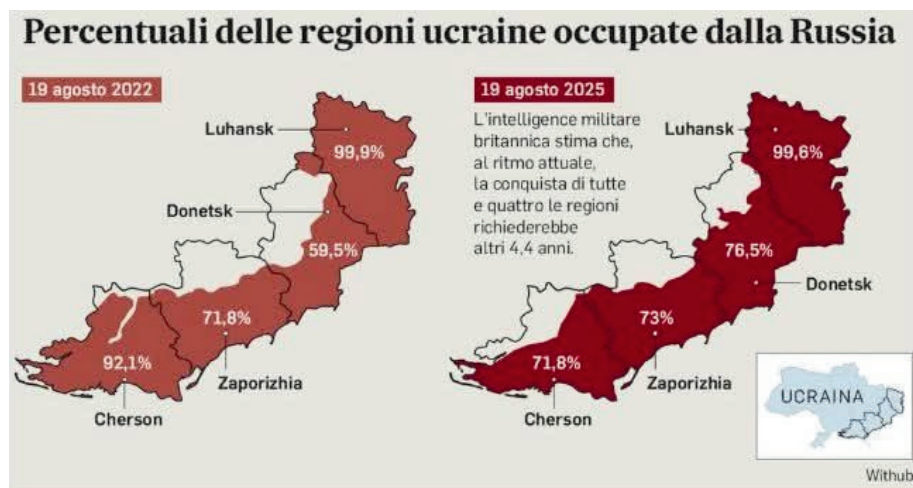 Percentuali delle regioni ucraine occupate dalla Russia
19 agosto 2022
Luhansk
99,9%
Donetsk
59,5%
71,8%
92,1%
Zaporizhia
Cherson
19 agosto 2025
L'intelligence militare
britannica stima che,
al ritmo attuale,
la conquista di tutte
e quattro le regioni
richiederebbe
altri 4,4 anni.
Luhansk
99,6%
76,5%
Donetsk
73%
71,8%
Zaporizhia
Cherson
UCRAINA
Withub